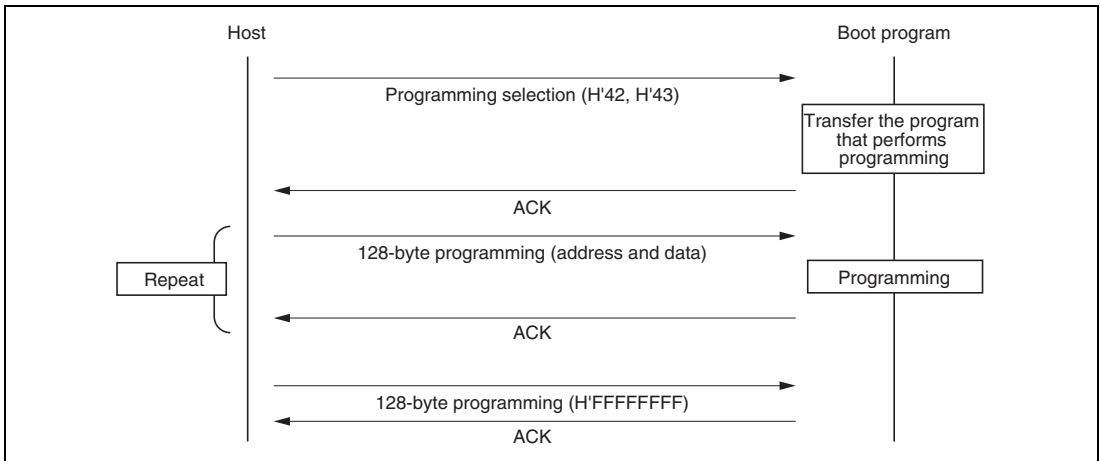 Host
Boot program
Programming selection (H'42, H'43)
Transfer the program
that performs
programming
ACK
128-byte programming (address and data)
Repeat
Programming
ACK
128-byte programming (H'FFFFFFFF)
ACK